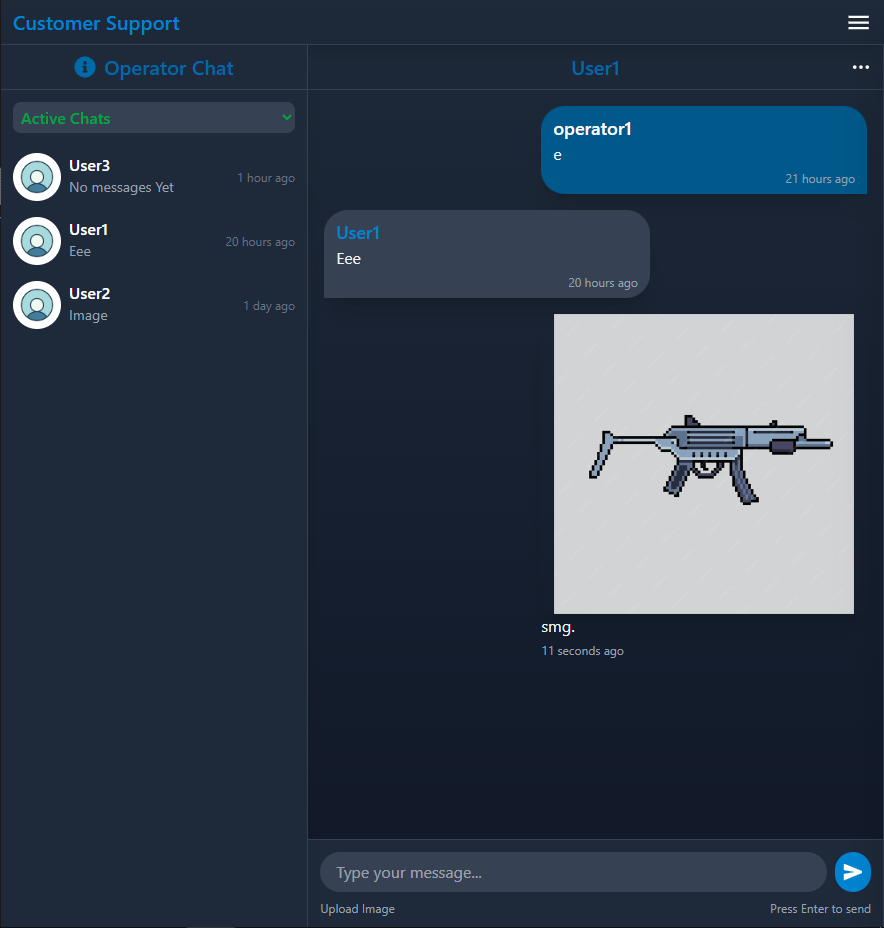 Customer Support
Operator Chat
User1
Active Chats
User3
No messages Yet
1 hour ago
User1
Eee
20 hours ago
User2
Image
1 day ago
operator1
e
21 hours ago
User1
Eee
20 hours ago
smg.
11 seconds ago
Type your message...
Upload Image
Press Enter to send